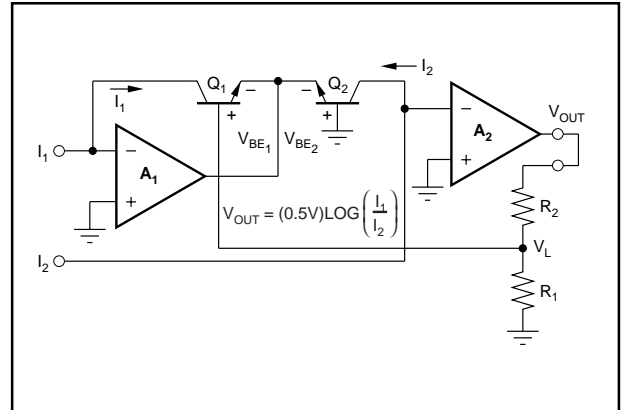 Q₁
Q₂
I₂
I₁
−
−
+
+
V_OUT
V_BE₁
V_BE₂
I₁
−
A₁
+
−
A₂
+
R₂
V_OUT = (0.5V)LOG (I₁/I₂)
V_L
I₂
R₁